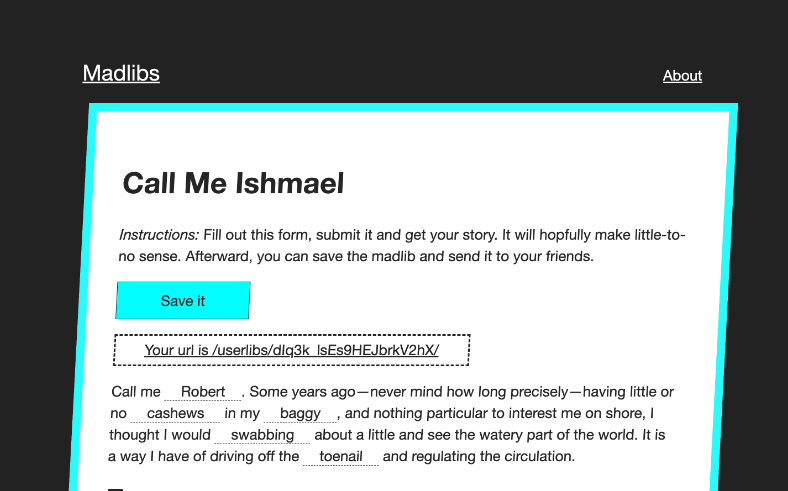 Madlibs
About
Call Me Ishmael
Instructions: Fill out this form, submit it and get your story. It will hopefully make little-to-
no sense. Afterward, you can save the madlib and send it to your friends.
Save it
Your url is /userlibs/dIq3k_lsEs9HEJbrkV2hX/
Call me Robert . Some years ago—never mind how long precisely—having little or
no cashews in my baggy , and nothing particular to interest me on shore, I
thought I would swabbing about a little and see the watery part of the world. It is
a way I have of driving off the toenail and regulating the circulation.